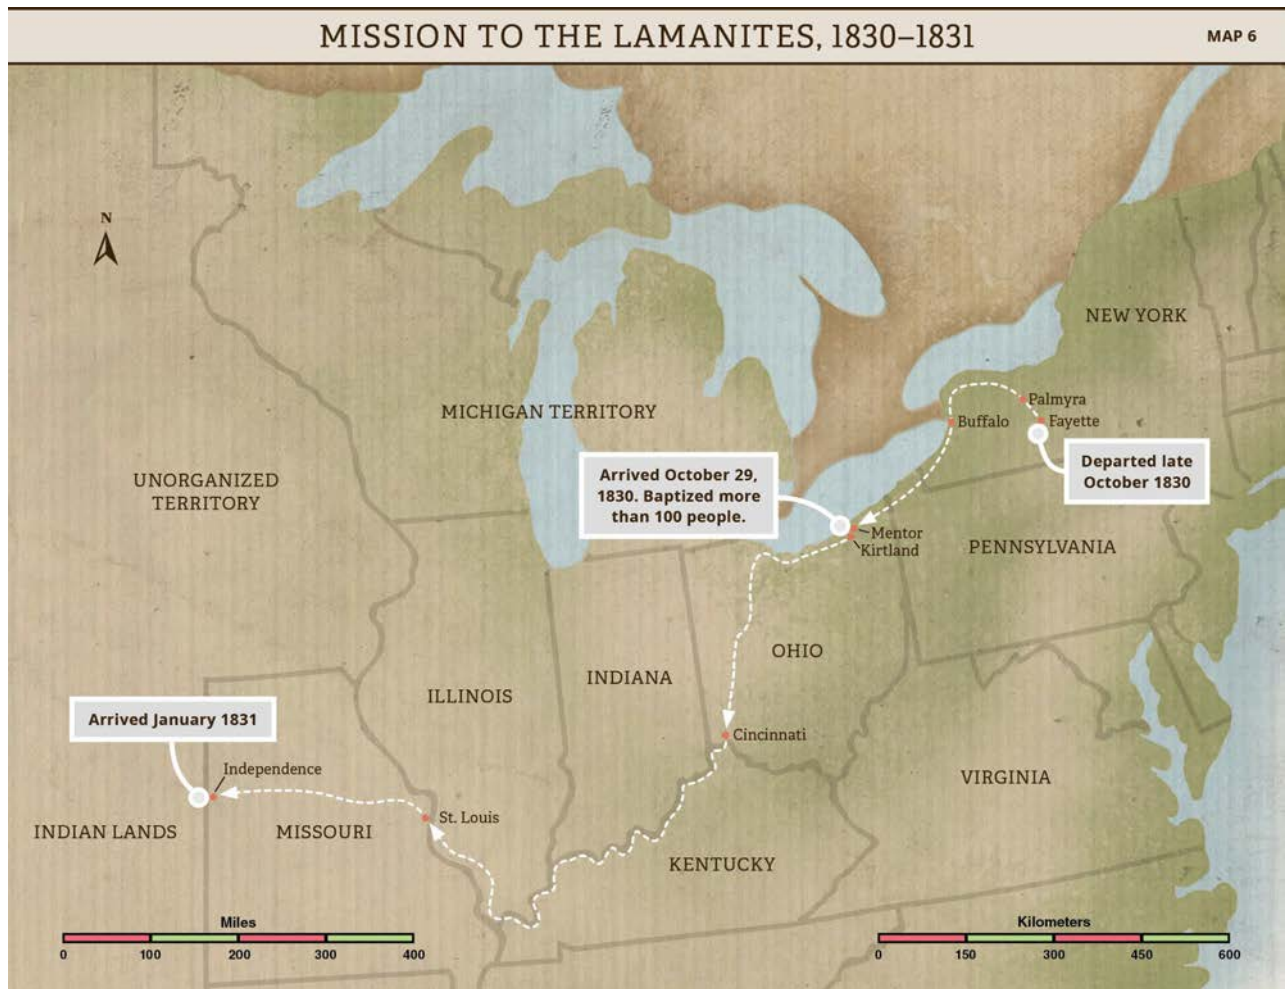 MISSION TO THE LAMANITES, 1830–1831
MAP 6
N
NEW YORK
Palmyra
Fayette
Buffalo
MICHIGAN TERRITORY
Departed late
October 1830
Arrived October 29,
1830. Baptized more
than 100 people.
UNORGANIZED
TERRITORY
Mentor
Kirtland
PENNSYLVANIA
OHIO
INDIANA
ILLINOIS
Arrived January 1831
Cincinnati
Independence
VIRGINIA
St. Louis
INDIAN LANDS
MISSOURI
KENTUCKY
Miles
0 100 200 300 400
Kilometers
0 150 300 450 600